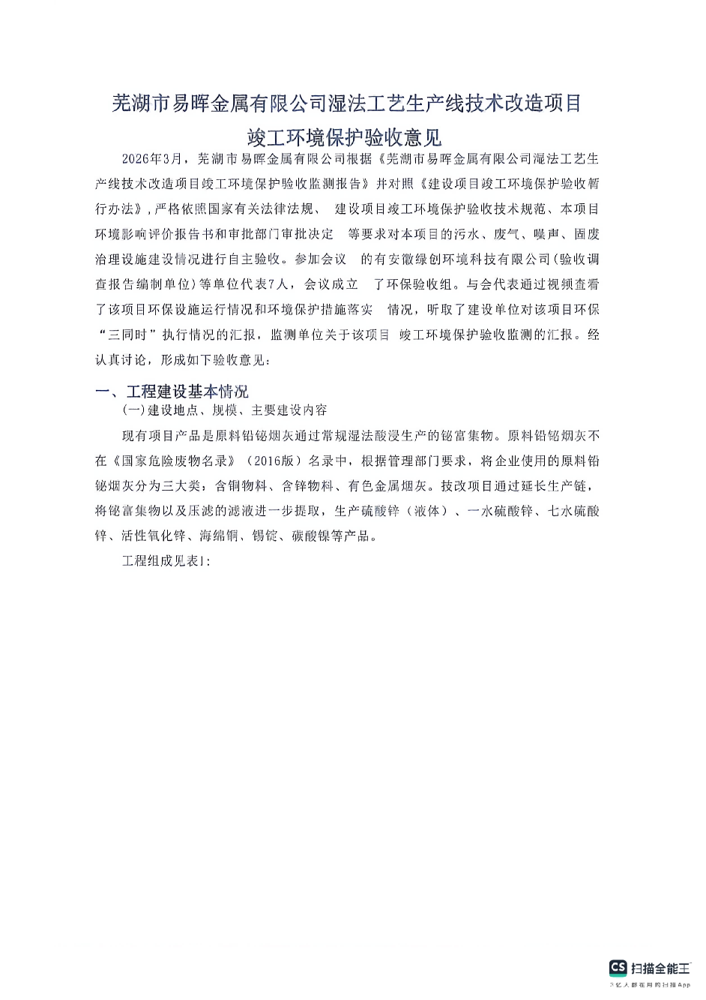 芜湖市易晖金属有限公司湿法工艺生产线技术改造项目
竣工环境保护验收意见
2026年3月，芜湖市易晖金属有限公司根据《芜湖市易晖金属有限公司湿法工艺生
产线技术改造项目竣工环境保护验收监测报告》并对照《建设项目竣工环境保护验收暂
行办法》,严格依照国家有关法律法规、 建设项目竣工环境保护验收技术规范、本项目
环境影响评价报告书和审批部门审批决定 等要求对本项目的污水、废气、噪声、固废
治理设施建设情况进行自主验收。参加会议 的有安徽绿创环境科技有限公司(验收调
查报告编制单位)等单位代表7人，会议成立 了环保验收组。与会代表通过视频查看
了该项目环保设施运行情况和环境保护措施落实 情况，听取了建设单位对该项目环保
“三同时”执行情况的汇报，监测单位关于该项目 竣工环境保护验收监测的汇报。经
认真讨论，形成如下验收意见：
一、工程建设基本情况
(一)建设地点、规模、主要建设内容
现有项目产品是原料铅铋烟灰通过常规湿法酸浸生产的铋富集物。原料铅铋烟灰不
在《国家危险废物名录》（2016版）名录中，根据管理部门要求，将企业使用的原料铅
铋烟灰分为三大类：含铜物料、含锌物料、有色金属烟灰。技改项目通过延长生产链，
将铋富集物以及压滤的滤液进一步提取，生产硫酸锌（液体）、一水硫酸锌、七水硫酸
锌、活性氧化锌、海绵铜、锡锭、碳酸镍等产品。
工程组成见表1:
CS 扫描全能王
3亿人都在用的扫描App